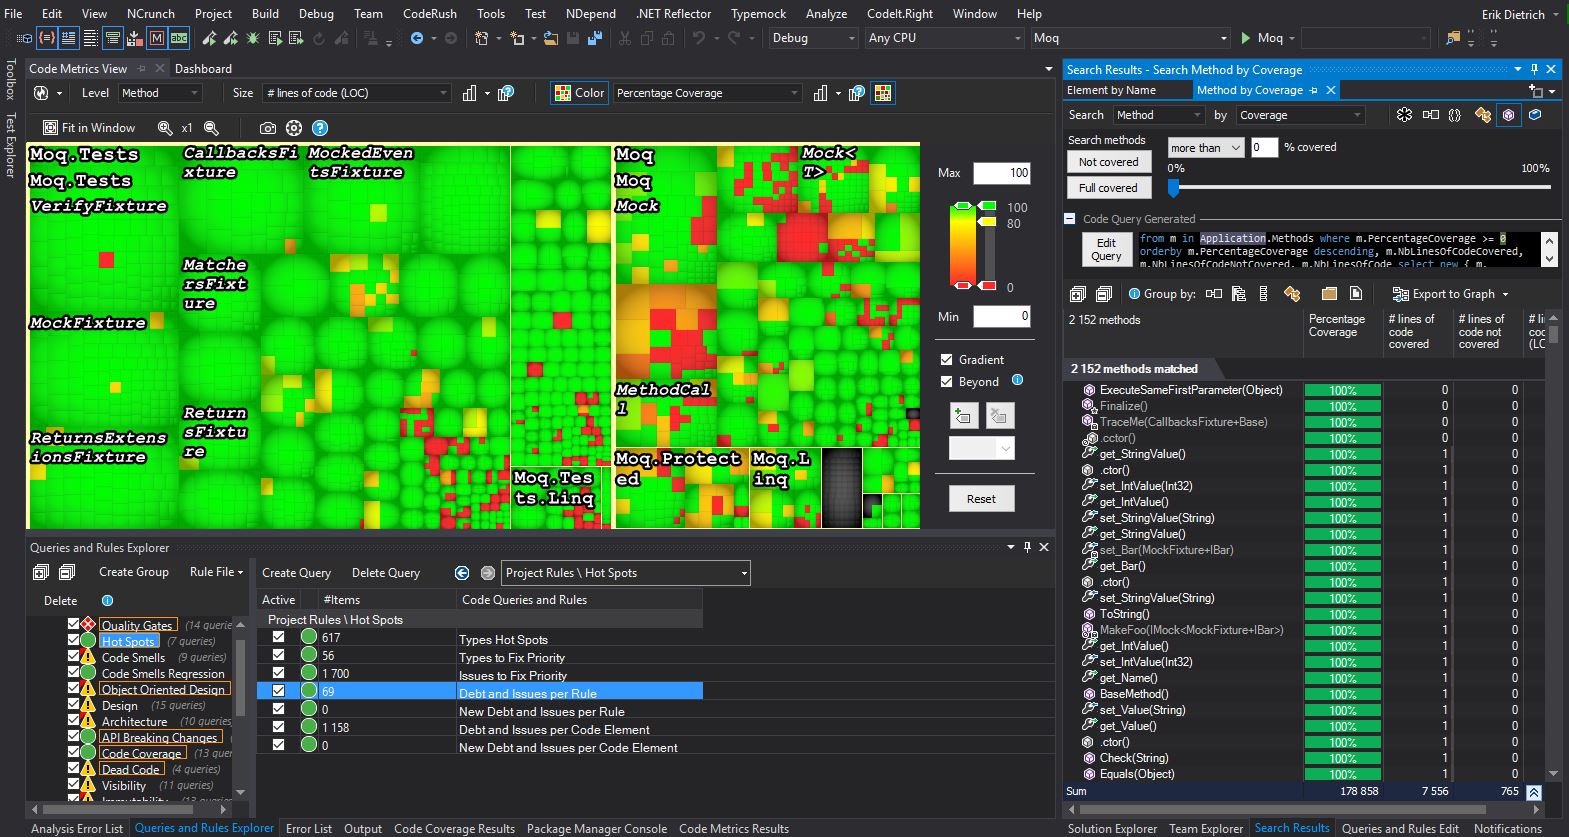 File Edit View NCrunch Project Build Debug Team CodeRush Tools Test NDepend .NET Reflector Typemock Analyze CodeIt.Right Window Help Erik Dietrich
Debug Any CPU Moq Moq
Toolbox
Test Explorer
Code Metrics View Dashboard
Level Method Size # lines of code (LOC) Color Percentage Coverage
Fit in Window x1
Moq.Tests
Moq.Tests
VerifyFixture
MockFixture
ReturnsExtens
ionsFixture
CallbacksFi
xture
MockedEven
tsFixture
Matche
rsFixt
ure
Return
sFixtu
re
Moq.Tes
ts.Linq
Moq
Moq
Mock
Mock<
T>
MethodCal
l
Moq.Protect
ed
Moq.L
inq
Max 100
100
80
0
Min 0
Gradient
Beyond
Reset
Queries and Rules Explorer
Create Group Rule File
Delete
Quality Gates (14 querie
Hot Spots (7 queries)
Code Smells (9 queries)
Code Smells Regression
Object Oriented Design
Design (15 queries)
Architecture (10 queries
API Breaking Changes
Code Coverage (13 quer
Dead Code (4 queries)
Visibility (11 queries)
Create Query Delete Query Project Rules \ Hot Spots
Active #Items Code Queries and Rules
Project Rules \ Hot Spots
617 Types Hot Spots
56 Types to Fix Priority
1 700 Issues to Fix Priority
69 Debt and Issues per Rule
0 New Debt and Issues per Rule
1 158 Debt and Issues per Code Element
0 New Debt and Issues per Code Element
Analysis Error List Queries and Rules Explorer Error List Output Code Coverage Results Package Manager Console Code Metrics Results
Search Results - Search Method by Coverage
Element by Name Method by Coverage
Search Method by Coverage
Search methods more than 0 % covered
Not covered 0% 100%
Full covered
Code Query Generated
Edit Query
from m in Application.Methods where m.PercentageCoverage >= 0
orderby m.PercentageCoverage descending, m.NbLinesOfCodeCovered,
m.NbLinesOfCodeNotCovered, m.NbLinesOfCode select new { m,
Group by: Export to Graph
2 152 methods Percentage Coverage # lines of code covered # lines of code not covered # li coc (LC
2 152 methods matched
ExecuteSameFirstParameter(Object) 100% 0 0
Finalize() 100% 0 0
TraceMe(CallbacksFixture+Base) 100% 0 0
.cctor() 100% 0 0
get_StringValue() 100% 1 0
.ctor() 100% 1 0
set_IntValue(Int32) 100% 1 0
get_IntValue() 100% 1 0
set_StringValue(String) 100% 1 0
get_StringValue() 100% 1 0
set_Bar(MockFixture+IBar) 100% 1 0
get_Bar() 100% 1 0
.ctor() 100% 1 0
set_StringValue(String) 100% 1 0
ToString() 100% 1 0
MakeFoo(IMock<MockFixture+IBar>) 100% 1 0
get_IntValue() 100% 1 0
set_IntValue(Int32) 100% 1 0
get_Name() 100% 1 0
BaseMethod() 100% 1 0
set_Value(String) 100% 1 0
get_Value() 100% 1 0
.ctor() 100% 1 0
Check(String) 100% 1 0
Equals(Object) 100% 1 0
Sum 178 858 7 556 765
Solution Explorer Team Explorer Search Results Queries and Rules Edit Notifications